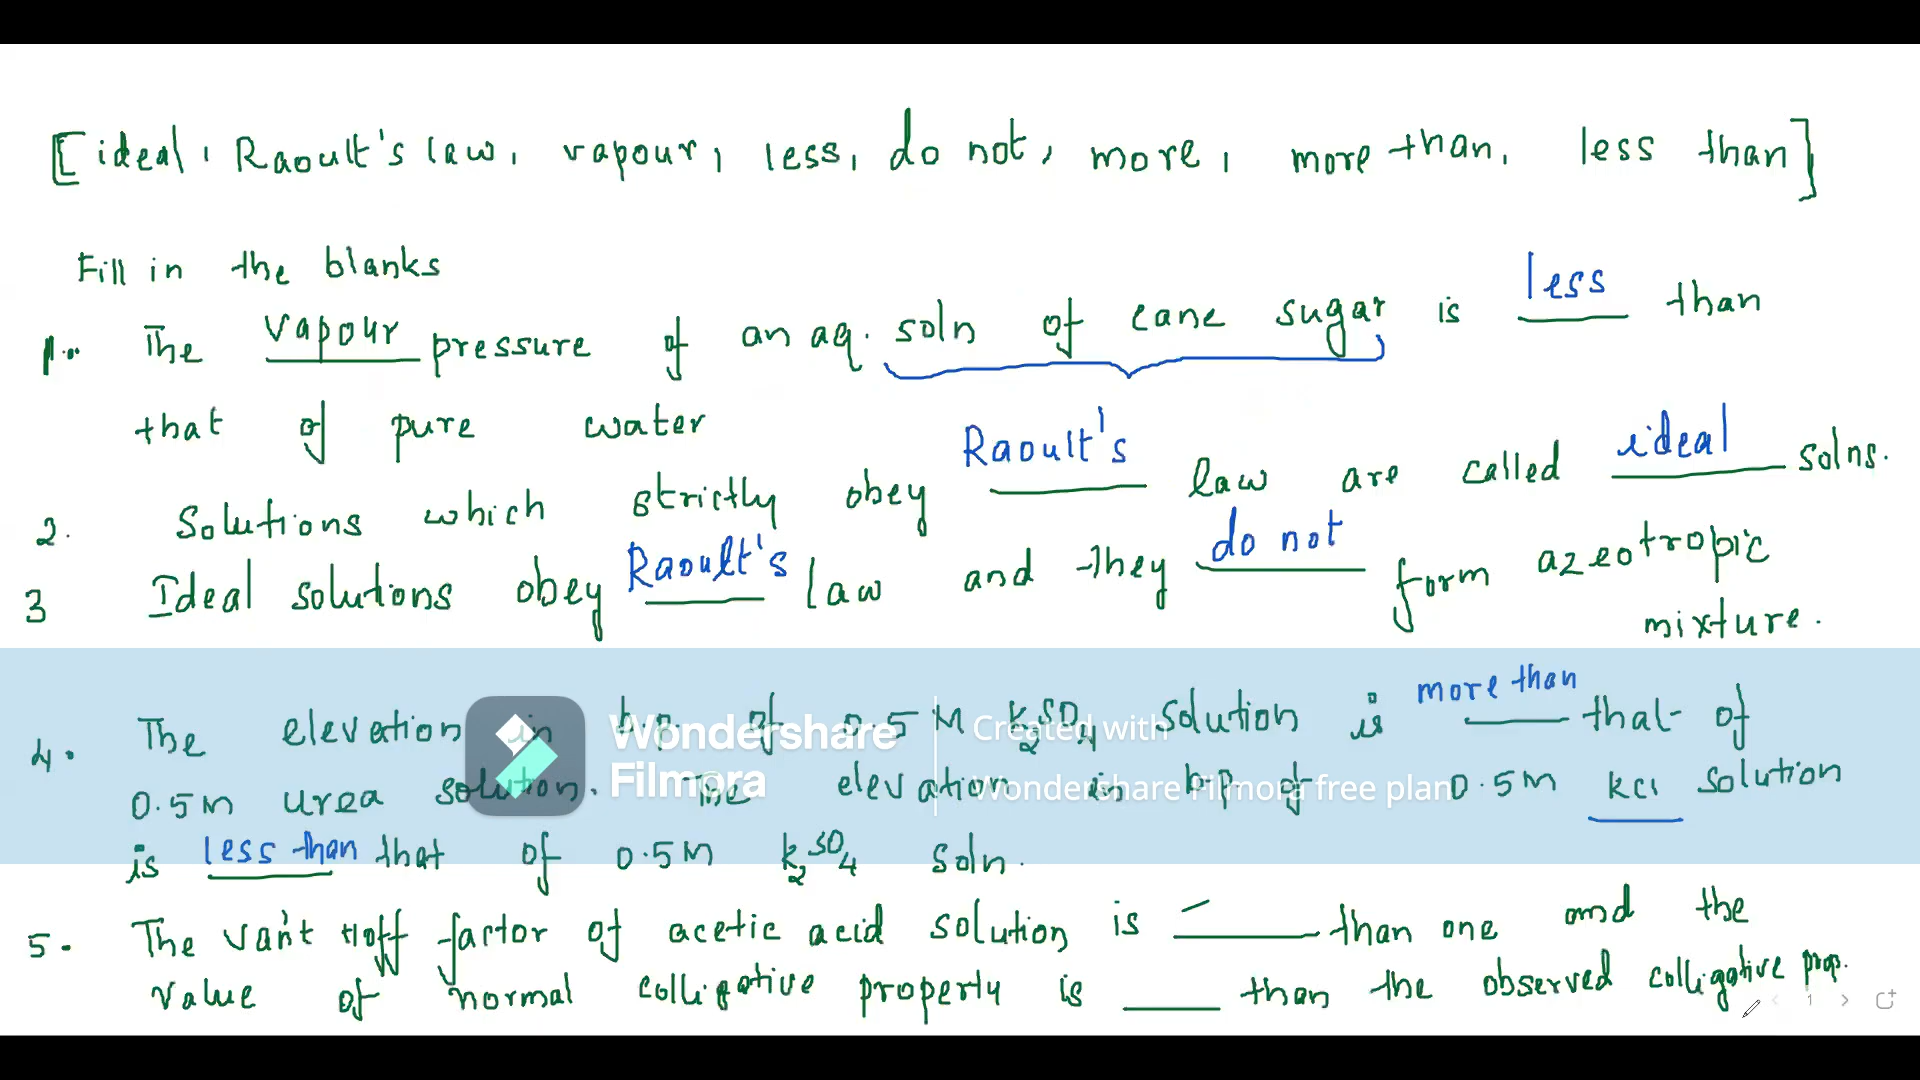 [ideal, Raoult's law, vapour, less, do not, more, more than, less than]
Fill in the blanks
1. The vapour pressure of an aq. soln of cane sugar is less than
that of pure water
2. Solutions which strictly obey Raoult's law are called ideal solns.
3 Ideal solutions obey Raoult's law and they do not form azeotropic
mixture.
4. The elevation in b.p. of 0.5 M K2SO4 solution is more than that of
0.5M urea solution. The elevation in b.p. of 0.5M kcl solution
is less than that of 0.5M k2SO4 soln.
Wondershare Filmora
Created with
Wondershare Filmora free plan
5. The van't Hoff factor of acetic acid solution is ____ than one and the
value of normal colligative property is ____ than the observed colligative prop.
1